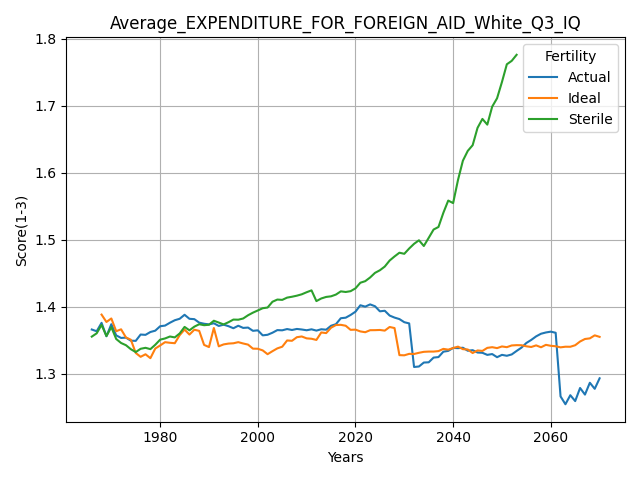 Average_EXPENDITURE_FOR_FOREIGN_AID_White_Q3_IQ
Score(1-3)
1.8
1.7
1.6
1.5
1.4
1.3
Fertility
Actual
Ideal
Sterile
1980
2000
2020
2040
2060
Years